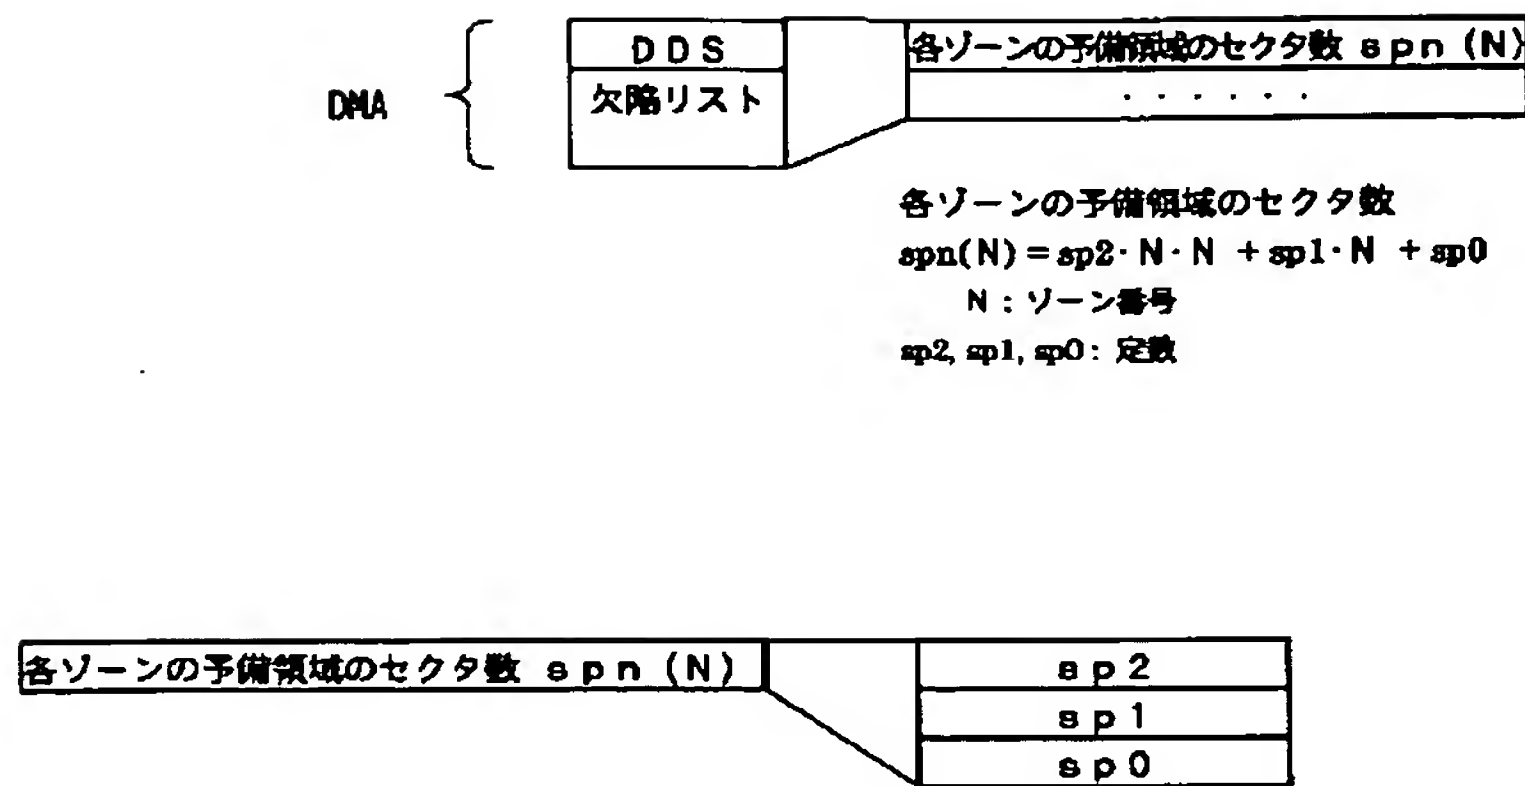 DDS
各ゾーンの予備領域のセクタ数 spn (N)
DMA
欠陥リスト
・・・・・・
各ゾーンの予備領域のセクタ数
spn(N)=sp2·N·N +sp1·N +sp0
N:ゾーン番号
sp2, sp1, sp0: 定数
各ゾーンの予備領域のセクタ数 spn (N)
sp2
sp1
sp0